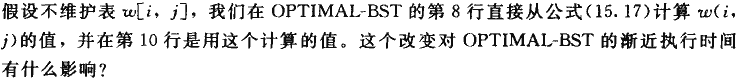 假设不维护表 w[i, j]，我们在 OPTIMAL-BST 的第 8 行直接从公式(15.17)计算 w(i,
j)的值，并在第 10 行是用这个计算的值。这个改变对 OPTIMAL-BST 的渐近执行时间
有什么影响？